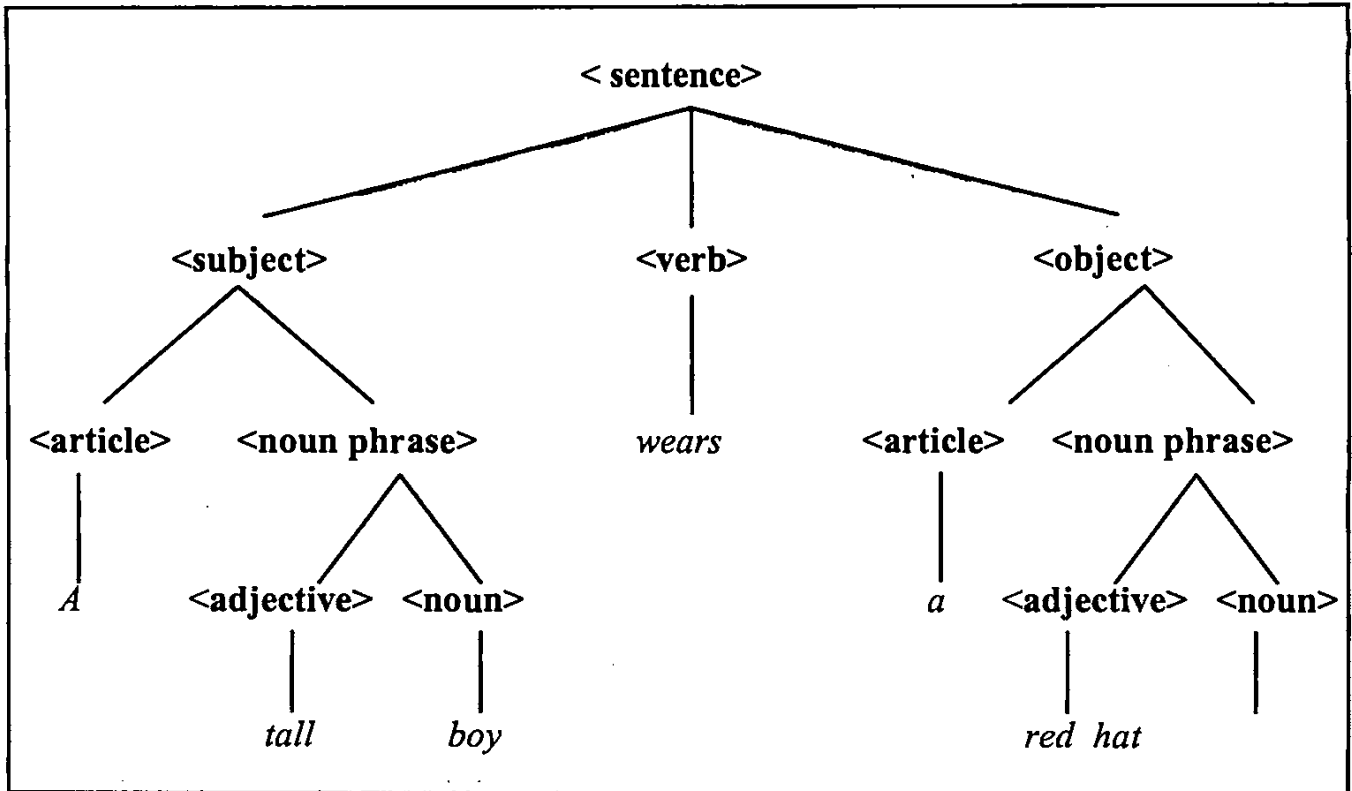 < sentence>
<subject> <verb> <object>
<article> <noun phrase> wears <article> <noun phrase>
A <adjective> <noun> a <adjective> <noun>
tall boy red hat